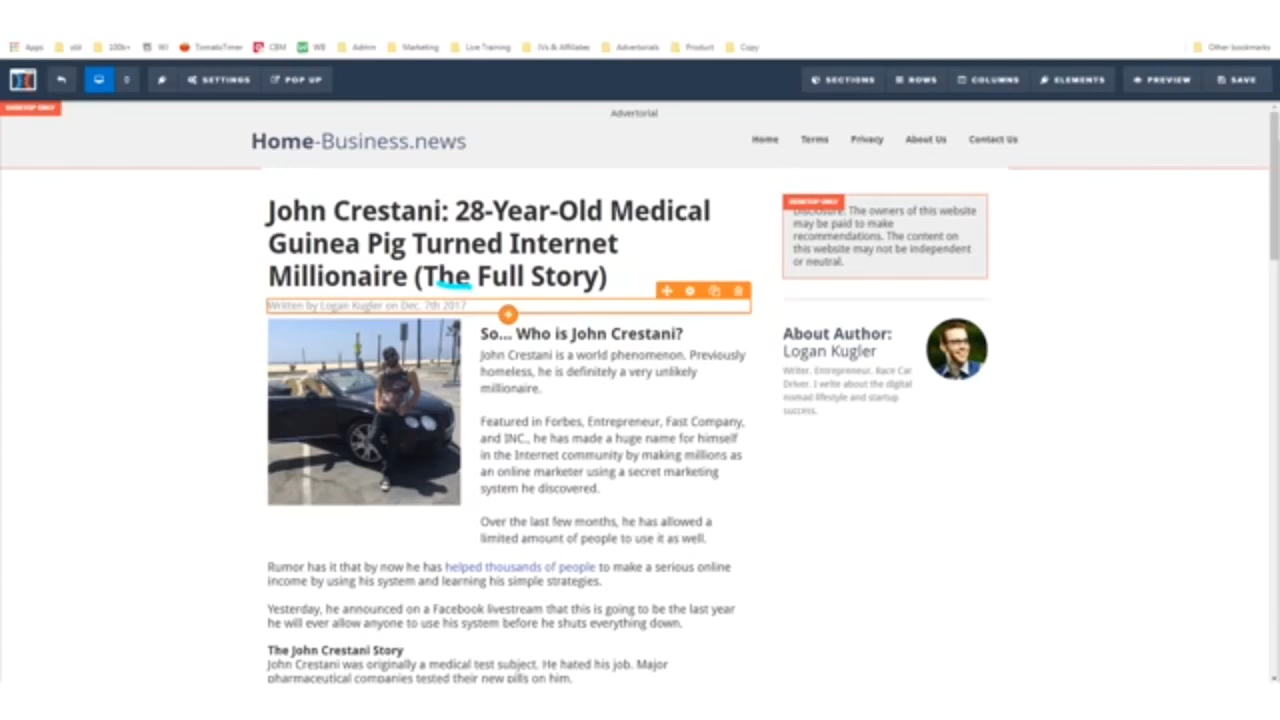 Apps old 100k+ WI TomatoTimer CBM WB Admin Marketing Live Training JVs & Affiliates Advertorials Product Copy Other bookmarks
0 SETTINGS POP UP SECTIONS ROWS COLUMNS ELEMENTS PREVIEW SAVE
DESKTOP ONLY
Advertorial
Home-Business.news
Home Terms Privacy About Us Contact Us
John Crestani: 28-Year-Old Medical
Guinea Pig Turned Internet
Millionaire (The Full Story)
Written by Logan Kugler on Dec. 7th 2017
So... Who is John Crestani?
John Crestani is a world phenomenon. Previously
homeless, he is definitely a very unlikely
millionaire.
Featured in Forbes, Entrepreneur, Fast Company,
and INC., he has made a huge name for himself
in the Internet community by making millions as
an online marketer using a secret marketing
system he discovered.
Over the last few months, he has allowed a
limited amount of people to use it as well.
Rumor has it that by now he has helped thousands of people to make a serious online
income by using his system and learning his simple strategies.
Yesterday, he announced on a Facebook livestream that this is going to be the last year
he will ever allow anyone to use his system before he shuts everything down.
The John Crestani Story
John Crestani was originally a medical test subject. He hated his job. Major
pharmaceutical companies tested their new pills on him.
DESKTOP ONLY
Disclosure: The owners of this website
may be paid to make
recommendations. The content on
this website may not be independent
or neutral.
About Author:
Logan Kugler
Writer. Entrepreneur. Race Car
Driver. I write about the digital
nomad lifestyle and startup
success.